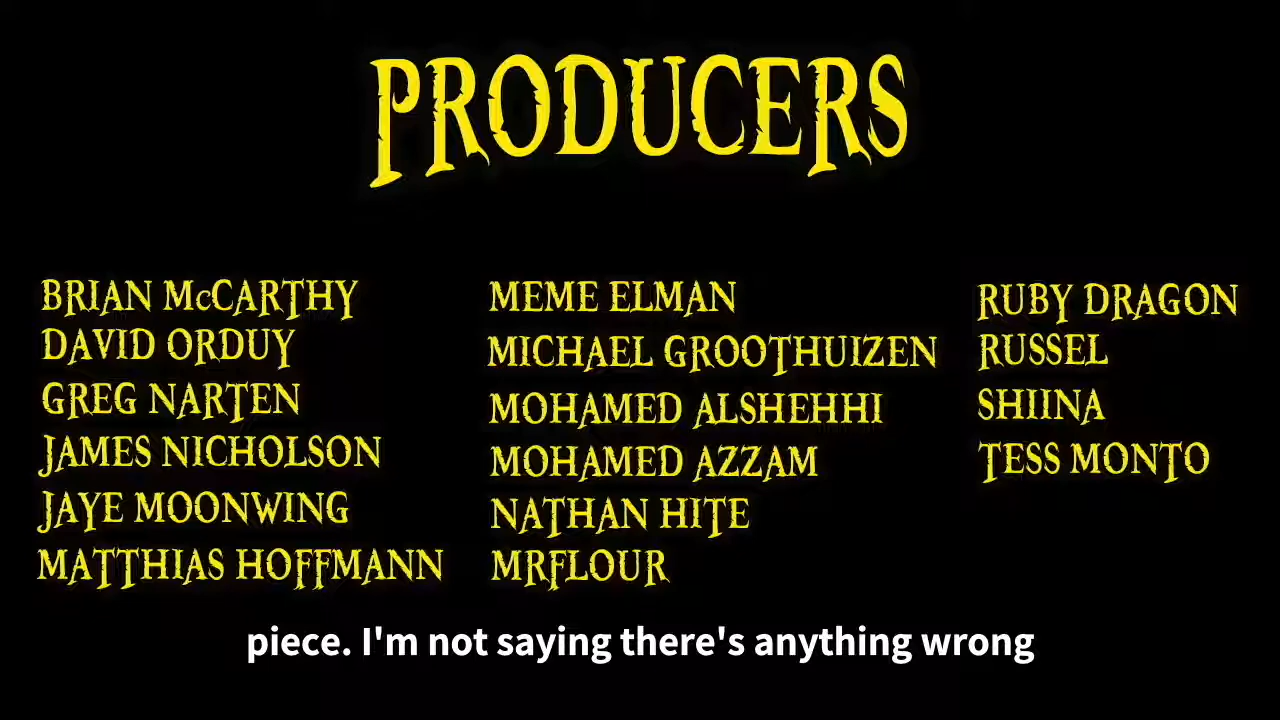 PRODUCERS
BRIAN McCARTHY
DAVID ORDUY
GREG NARTEN
JAMES NICHOLSON
JAYE MOONWING
MATTHIAS HOFFMANN
MEME ELMAN
MICHAEL GROOTHUIZEN
MOHAMED ALSHEHHI
MOHAMED AZZAM
NATHAN HITE
MRFLOUR
RUBY DRAGON
RUSSEL
SHIINA
TESS MONTO
piece. I'm not saying there's anything wrong